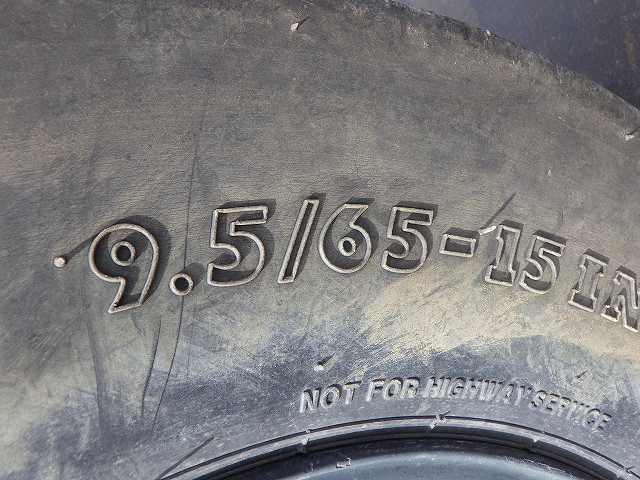 9.5/65-15 IN
NOT FOR HIGHWAY SERVICE